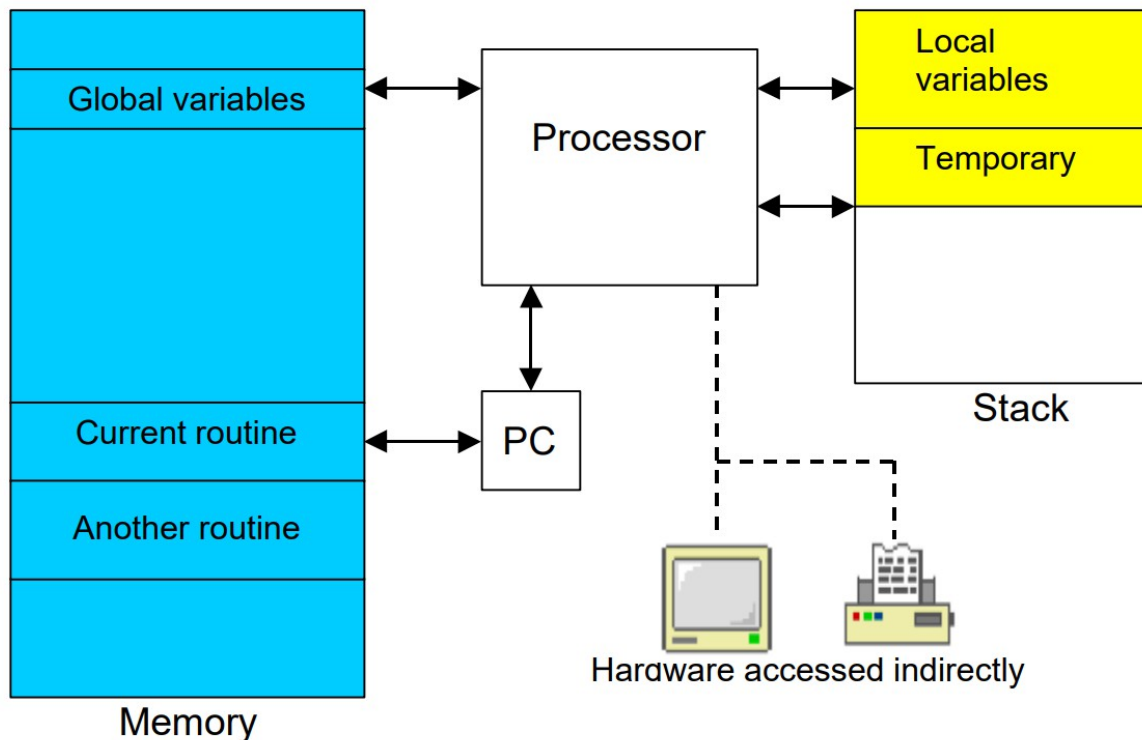 Global variables
Current routine
Another routine
Memory
Processor
PC
Local
variables
Temporary
Stack
Hardware accessed indirectly